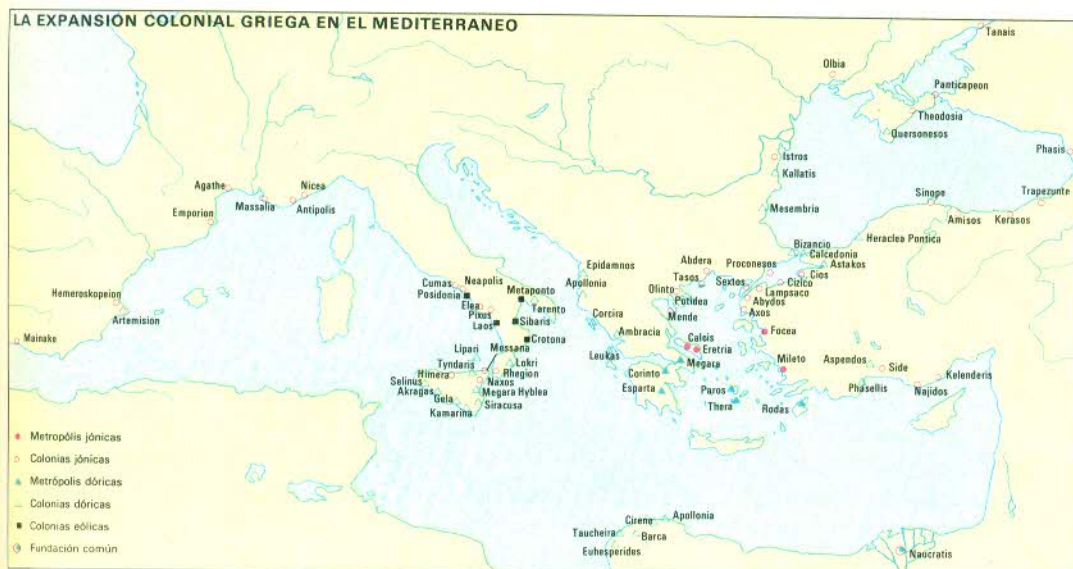 LA EXPANSIÓN COLONIAL GRIEGA EN EL MEDITERRANEO
Tanais
Olbia
Panticapeon
Theodosia
Quersonesos
Istros
Phasis
Kallatis
Agathe
Nicea
Massalia
Antipolis
Emporion
Sinope
Trapezunte
Amisos
Kerasos
Mesembria
Heraclea Pontica
Bizancio
Calcedonia
Astakos
Epidamnos
Abdera
Proconesos
Cios
Apollonia
Tasos
Sextos
Cizico
Cumas
Neapolis
Metaponto
Olinto
Lampsaco
Posidonia
Hemeroskopeion
Elea
Tarento
Potidea
Abydos
Pixos
Corcira
Mende
Axos
Artemision
Laos
Sibaris
Focea
Mainake
Crotona
Ambracia
Calcis
Eretria
Lipari
Messana
Leukas
Megara
Mileto
Aspendos
Tyndaris
Lokri
Side
Kelenderis
Himera
Rhegion
Corinto
Selinus
Naxos
Esparta
Paros
Phasellis
Najidos
Akragas
Megara Hyblea
Gela
Siracusa
Thera
Rodas
Kamarina
Metropólis jónicas
Colonias jónicas
Metrópolis dóricas
Colonias dóricas
Colonias eólicas
Fundación común
Cirene
Apollonia
Taucheira
Barca
Euhesperides
Naucratis